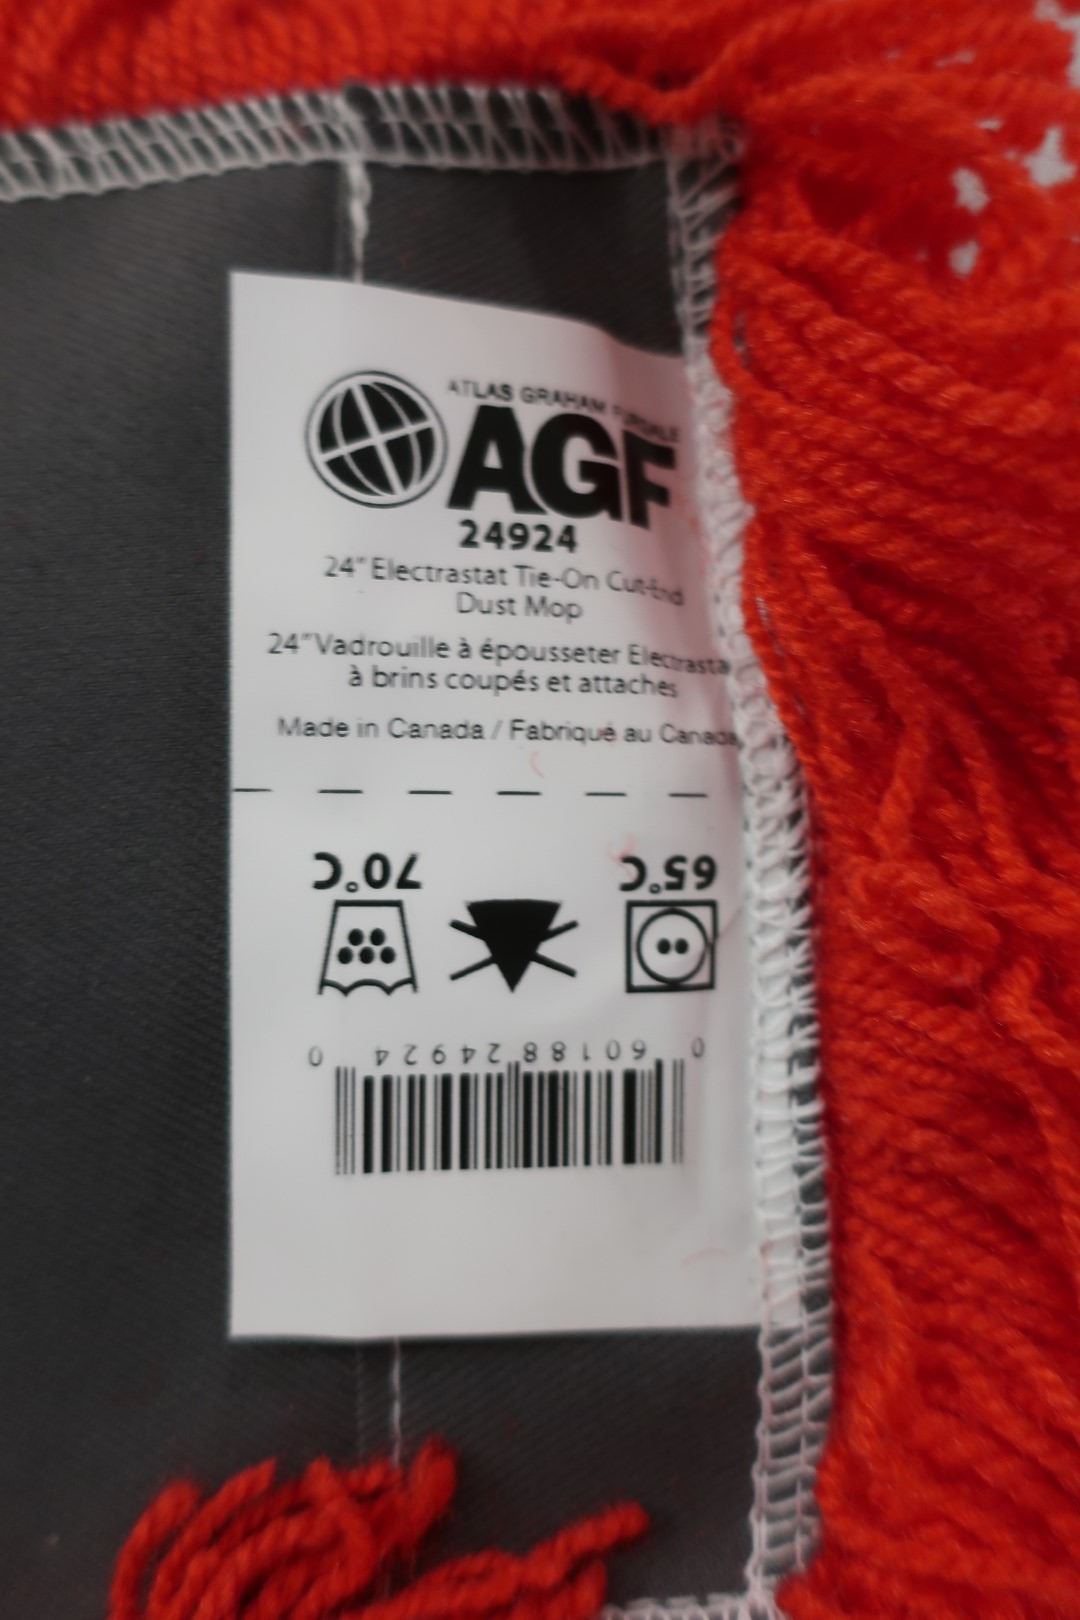 ATLAS GRAHAM FURGALE
AGF
24924
24" Electrastat Tie-On Cut-End
Dust Mop
24" Vadrouille à épousseter Electrasta
à brins coupés et attaches
Made in Canada / Fabriqué au Canada
65°C 70°C
0 60188 24924 0